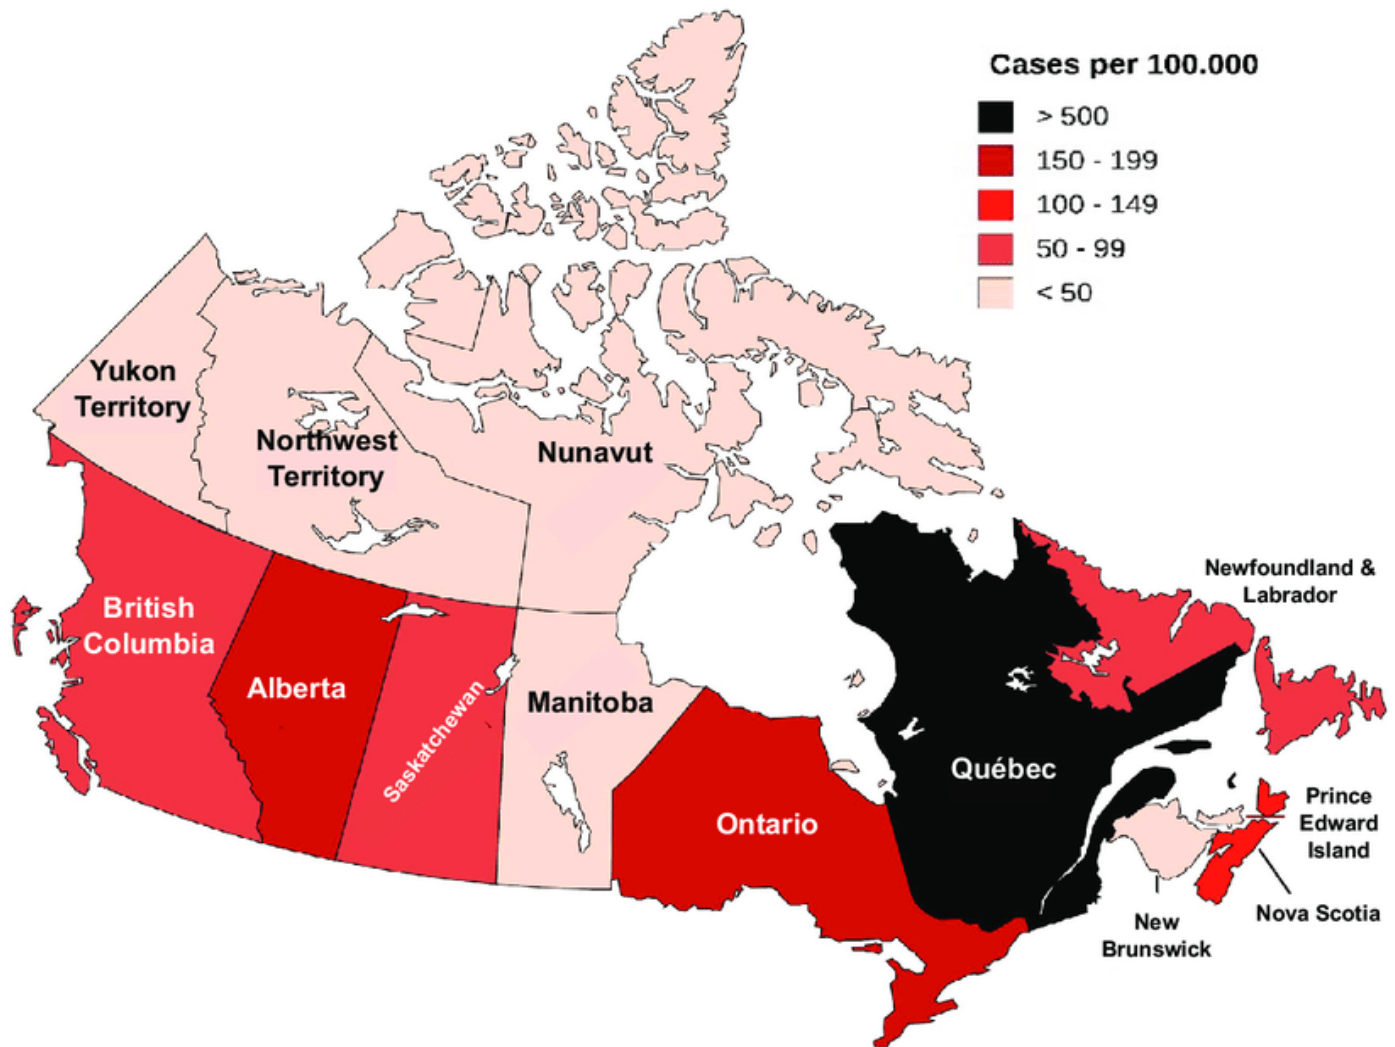 Cases per 100.000
> 500
150 - 199
100 - 149
50 - 99
< 50
Yukon
Territory
Northwest
Territory
Nunavut
British
Columbia
Alberta
Saskatchewan
Manitoba
Ontario
Québec
Newfoundland &
Labrador
Prince
Edward
Island
Nova Scotia
New
Brunswick